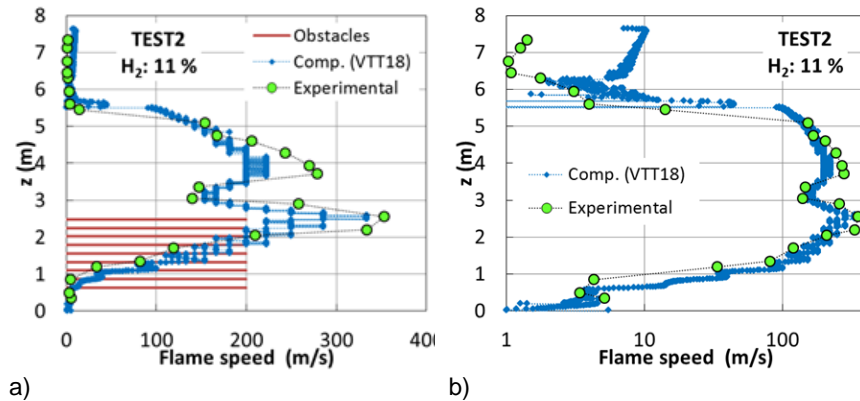 8
7
6
5
4
3
2
1
0
z (m)
TEST2
H2: 11 %
Obstacles
Comp. (VTT18)
Experimental
0
100
200
300
400
Flame speed (m/s)
a)
8
7
6
5
4
3
2
1
0
z (m)
TEST2
H2: 11 %
Comp. (VTT18)
Experimental
1
10
100
Flame speed (m/s)
b)